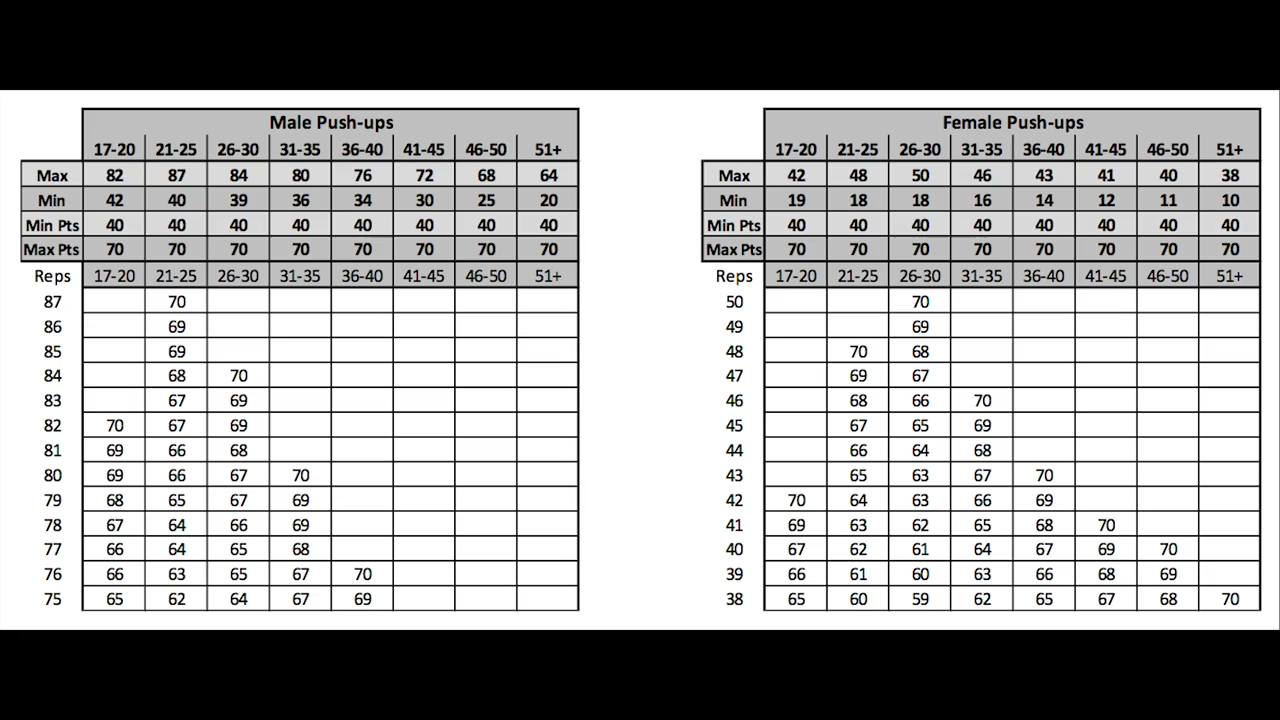 Male Push-ups
17-20 21-25 26-30 31-35 36-40 41-45 46-50 51+
Max 82 87 84 80 76 72 68 64
Min 42 40 39 36 34 30 25 20
Min Pts 40 40 40 40 40 40 40 40
Max Pts 70 70 70 70 70 70 70 70
Reps 17-20 21-25 26-30 31-35 36-40 41-45 46-50 51+
87 70
86 69
85 69
84 68 70
83 67 69
82 70 67 69
81 69 66 68
80 69 66 67 70
79 68 65 67 69
78 67 64 66 69
77 66 64 65 68
76 66 63 65 67 70
75 65 62 64 67 69
Female Push-ups
17-20 21-25 26-30 31-35 36-40 41-45 46-50 51+
Max 42 48 50 46 43 41 40 38
Min 19 18 18 16 14 12 11 10
Min Pts 40 40 40 40 40 40 40 40
Max Pts 70 70 70 70 70 70 70 70
Reps 17-20 21-25 26-30 31-35 36-40 41-45 46-50 51+
50 70
49 69
48 70 68
47 69 67
46 68 66 70
45 67 65 69
44 66 64 68
43 65 63 67 70
42 70 64 63 66 69
41 69 63 62 65 68 70
40 67 62 61 64 67 69 70
39 66 61 60 63 66 68 69
38 65 60 59 62 65 67 68 70